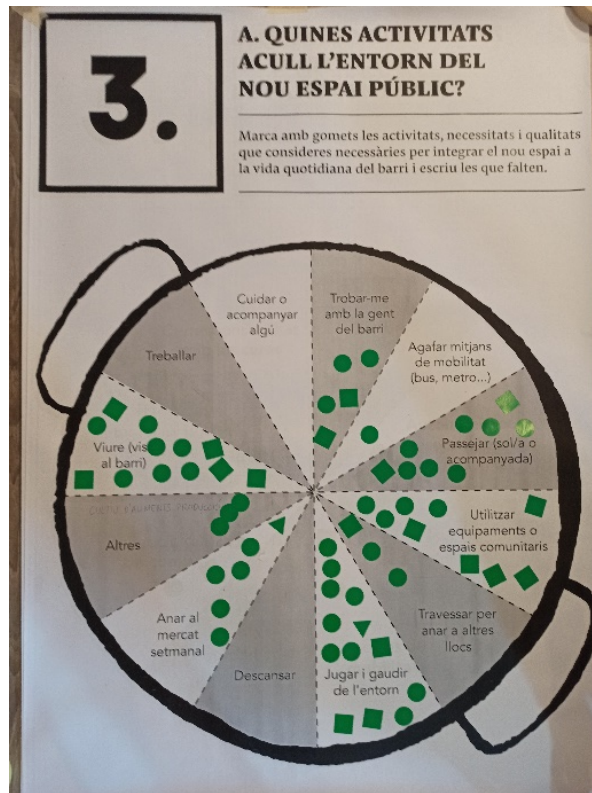 3.
A. QUINES ACTIVITATS
ACULL L'ENTORN DEL
NOU ESPAI PÚBLIC?
Marca amb gomets les activitats, necessitats i qualitats
que consideres necessàries per integrar el nou espai a
la vida quotidiana del barri i escriu les que falten.
Cuidar o
acompanyar
algú
Trobar-me
amb la gent
del barri
Agafar mitjans
de mobilitat
(bus, metro...)
Treballar
Passejar (sol/a o
acompanyada)
Viure (vis
al barri)
Utilitzar
equipaments o
espais comunitaris
Altres
Travessar per
anar a altres
llocs
Anar al
mercat
setmanal
Descansar
Jugar i gaudir
de l'entorn